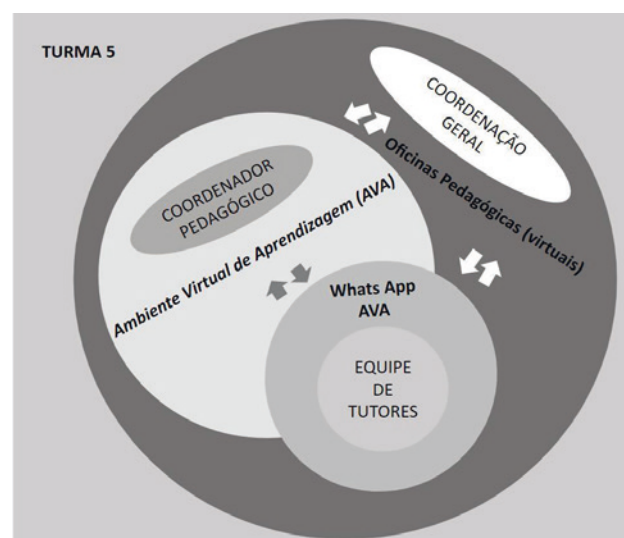 TURMA 5
COORDENAÇÃO
GERAL
Oficinas Pedagógicas (virtuais)
COORDENADOR
PEDAGÓGICO
Ambiente Virtual de Aprendizagem (AVA)
Whats App
AVA
EQUIPE
DE
TUTORES